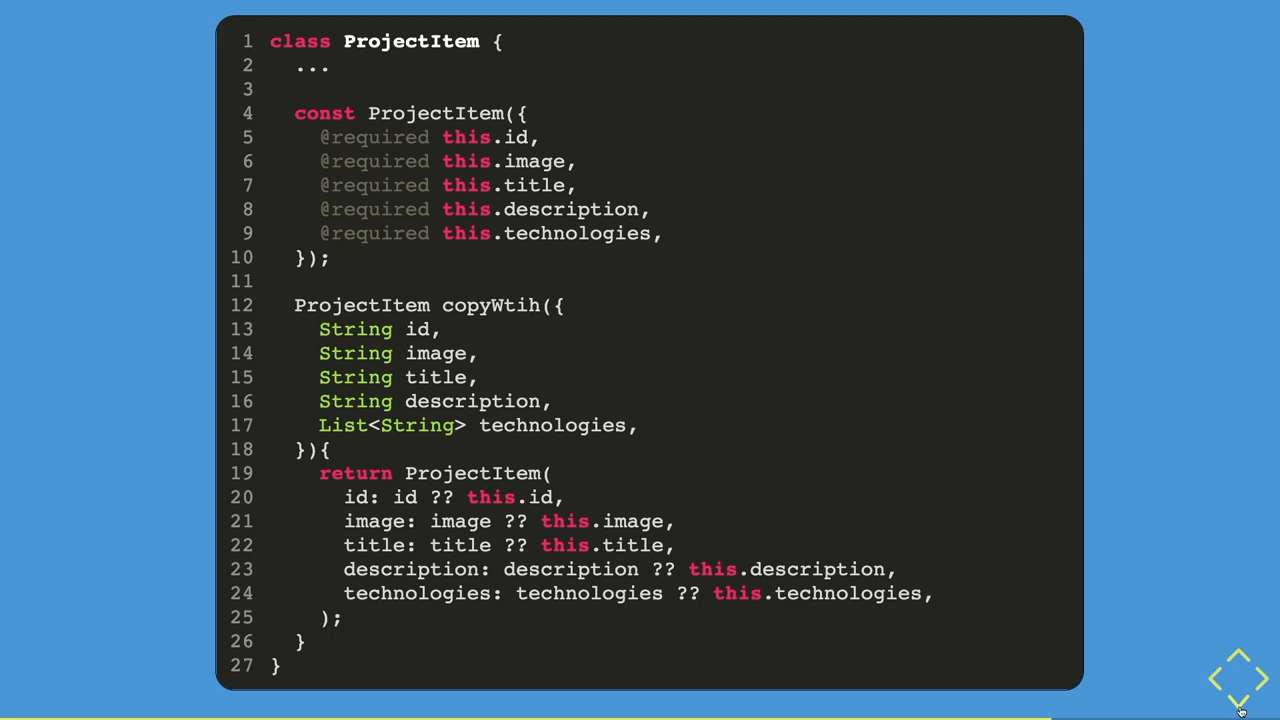 1 class ProjectItem {
2   ...
3
4   const ProjectItem({
5     @required this.id,
6     @required this.image,
7     @required this.title,
8     @required this.description,
9     @required this.technologies,
10   });
11
12   ProjectItem copyWtih({
13     String id,
14     String image,
15     String title,
16     String description,
17     List<String> technologies,
18   }){
19     return ProjectItem(
20       id: id ?? this.id,
21       image: image ?? this.image,
22       title: title ?? this.title,
23       description: description ?? this.description,
24       technologies: technologies ?? this.technologies,
25     );
26   }
27 }